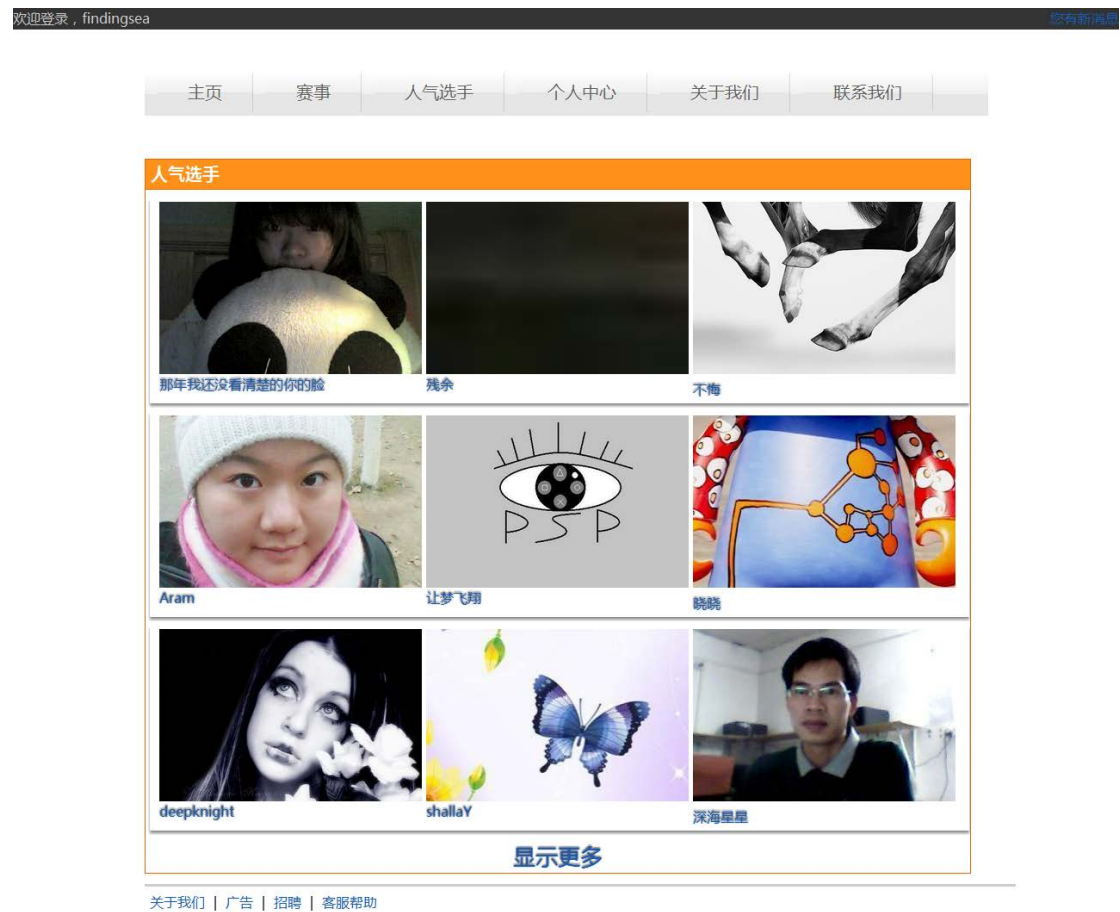 欢迎登录，findingsea 您有新消息
主页 赛事 人气选手 个人中心 关于我们 联系我们
人气选手
那年我还没看清楚的你的脸 残余 不悔
PSP
Aram 让梦飞翔 晓晓
deepknight shallaY 深海星星
显示更多
关于我们 | 广告 | 招聘 | 客服帮助